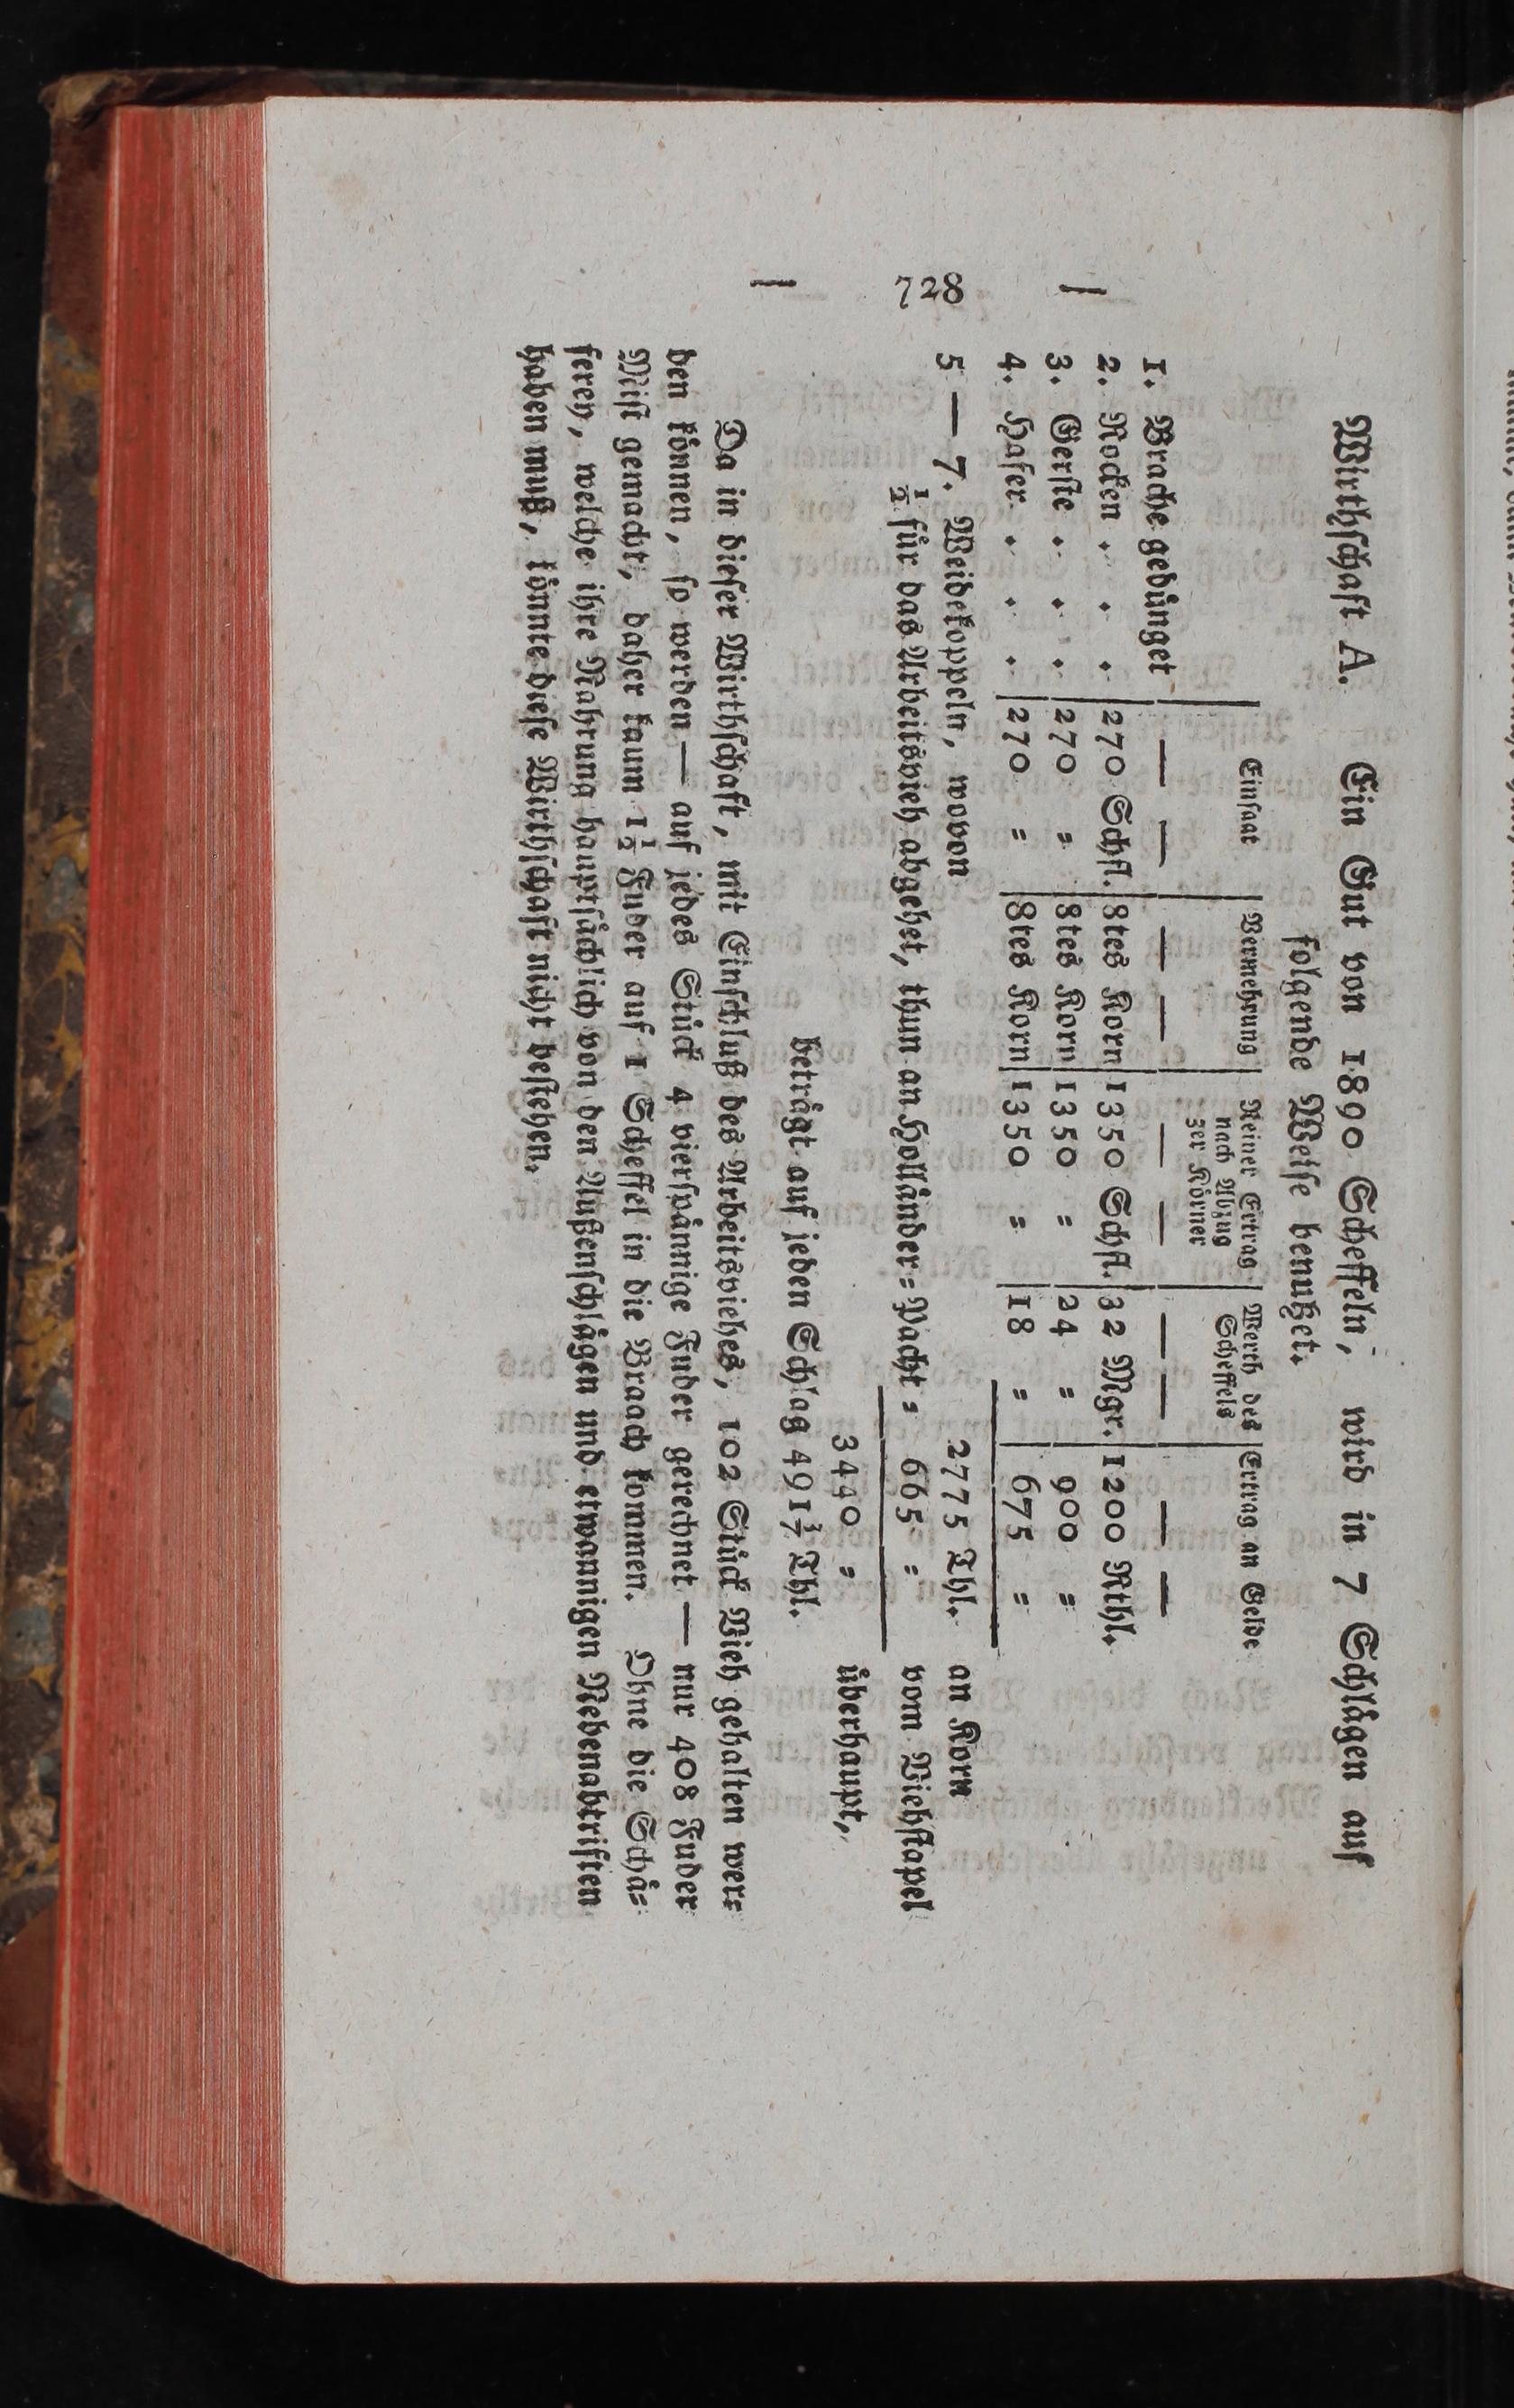 — 728 —
Wirthſchaft A. Ein Gut von 1890 Scheffeln, wird in 7 Schlägen auf
folgende Weiſe benutzet.
Einſaat | Vermehrung | Reiner Ertrag nach Abzug 3er Körner | Werth des Scheffels | Ertrag an Gelde
1. Brache gedünget | — — | — — | — — | — — | — —
2. Rocken . . . | 270 Schfl. | 8tes Korn | 1350 Schfl. | 32 Mgr. | 1200 Rthl.
3. Gerſte . . . | 270 = | 8tes Korn | 1350 = | 24 = | 900 =
4. Hafer . . . | 270 = | 8tes Korn | 1350 = | 18 = | 675 =
5 — 7. Weidekoppeln, wovon 2775 Thl. an Korn
½ für das Arbeitsvieh abgehet, thun an Holländer=Pacht = 665 = vom Viehſtapel
3440 = überhaupt,
beträgt auf jeden Schlag 491 3/7 Thl.
Da in dieſer Wirthſchaft, mit Einſchluß des Arbeitsviehes, 102 Stück Vieh gehalten wer=
den können, ſo werden — auf jedes Stück 4 vierſpännige Fuder gerechnet — nur 408 Fuder
Miſt gemacht, daher kaum 1½ Fuder auf 1 Scheffel in die Braach kommen. Ohne die Schä=
ferey, welche ihre Nahrung hauptſächlich von den Außenſchlägen und etwannigen Nebenabtriften
haben muß, könnte dieſe Wirthſchaft nicht beſtehen.